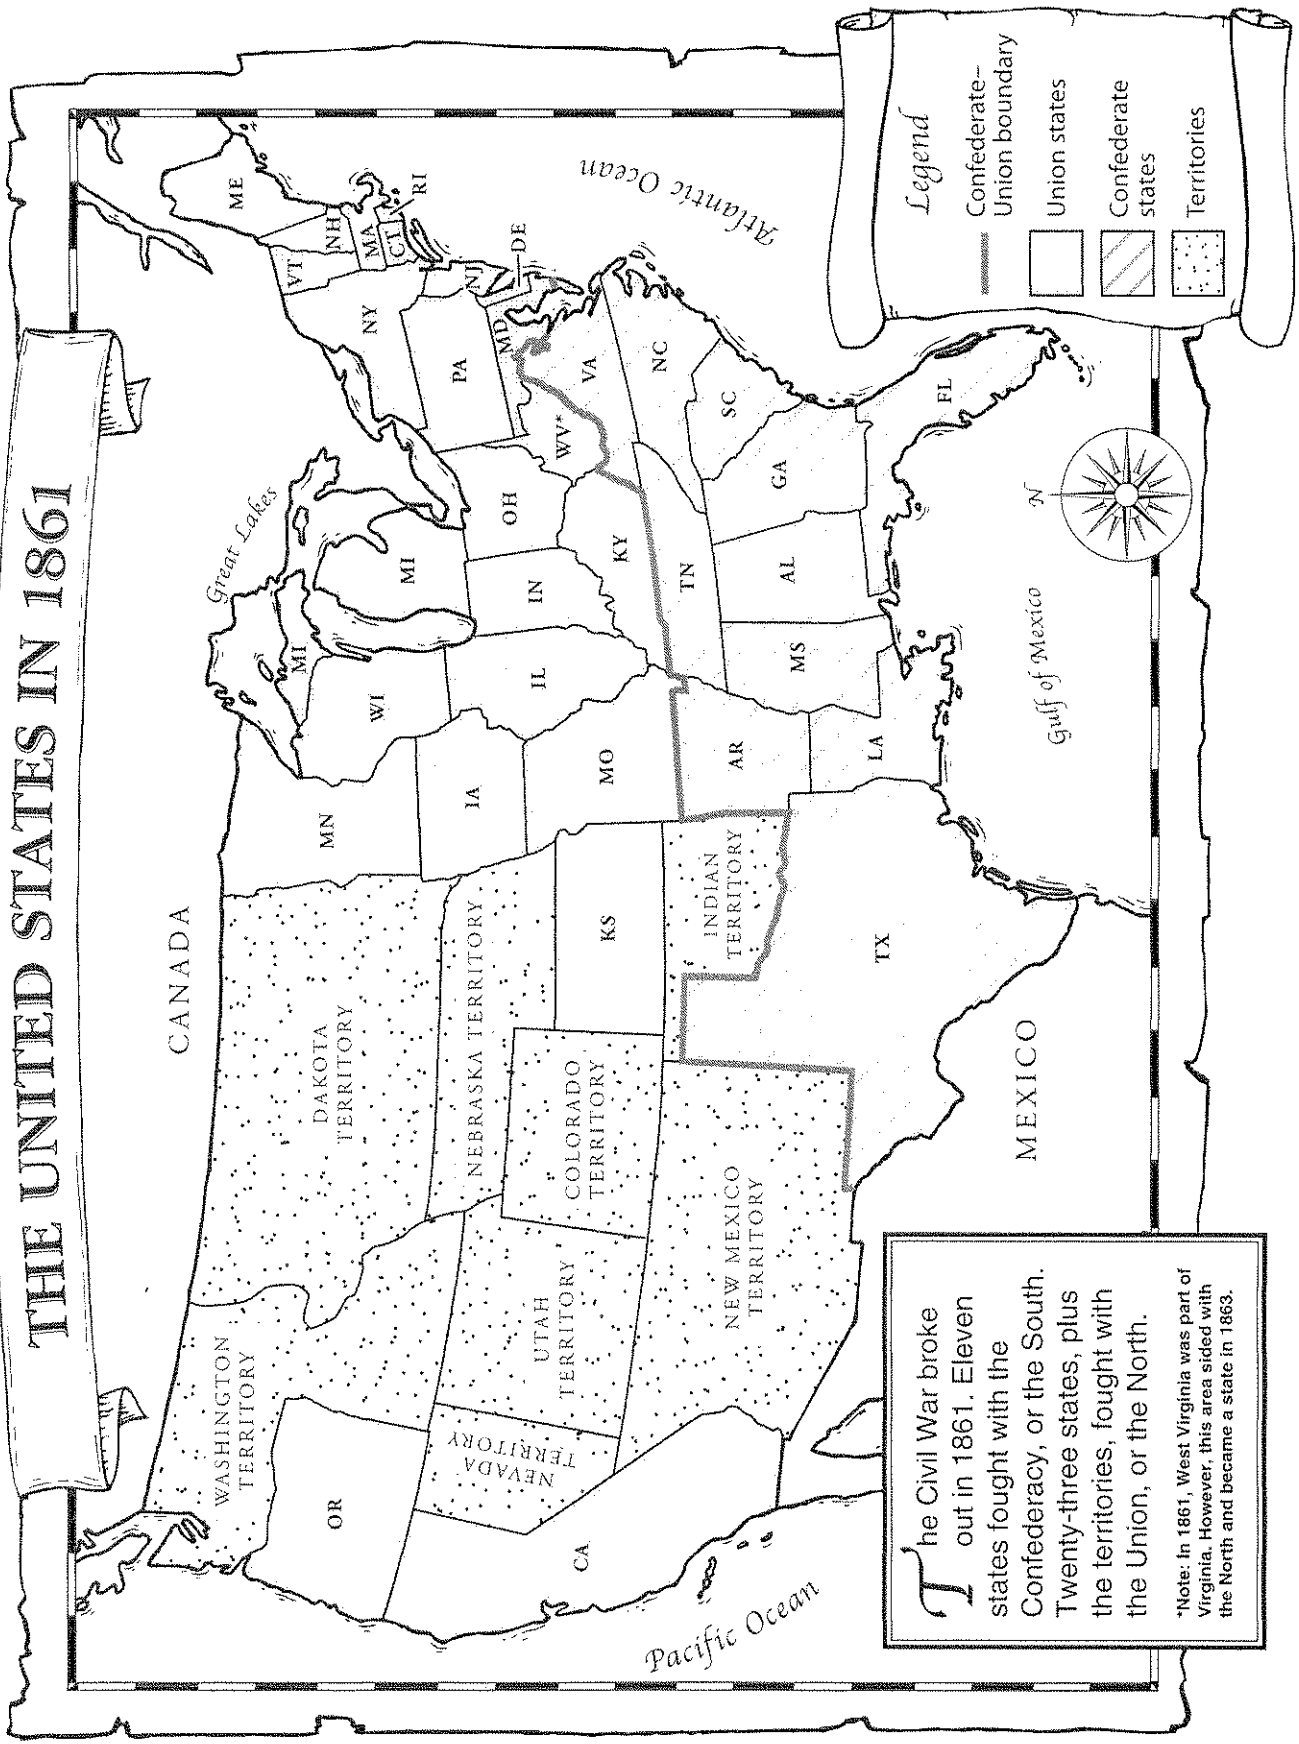 THE UNITED STATES IN 1861
CANADA
Great Lakes
WASHINGTON
TERRITORY
DAKOTA
TERRITORY
MN
WI
MI
MI
NY
VT
NH
ME
MA
CT
RI
OR
NEVADA
TERRITORY
UTAH
TERRITORY
NEBRASKA TERRITORY
COLORADO
TERRITORY
IA
IL
IN
OH
PA
NJ
MD
DE
CA
KS
MO
KY
WV*
VA
NEW MEXICO
TERRITORY
INDIAN
TERRITORY
AR
TN
NC
SC
TX
LA
MS
AL
GA
FL
Pacific Ocean
Atlantic Ocean
MEXICO
Gulf of Mexico
N
The Civil War broke
out in 1861. Eleven
states fought with the
Confederacy, or the South.
Twenty-three states, plus
the territories, fought with
the Union, or the North.
*Note: In 1861, West Virginia was part of
Virginia. However, this area sided with
the North and became a state in 1863.
Legend
Confederate–
Union boundary
Union states
Confederate
states
Territories